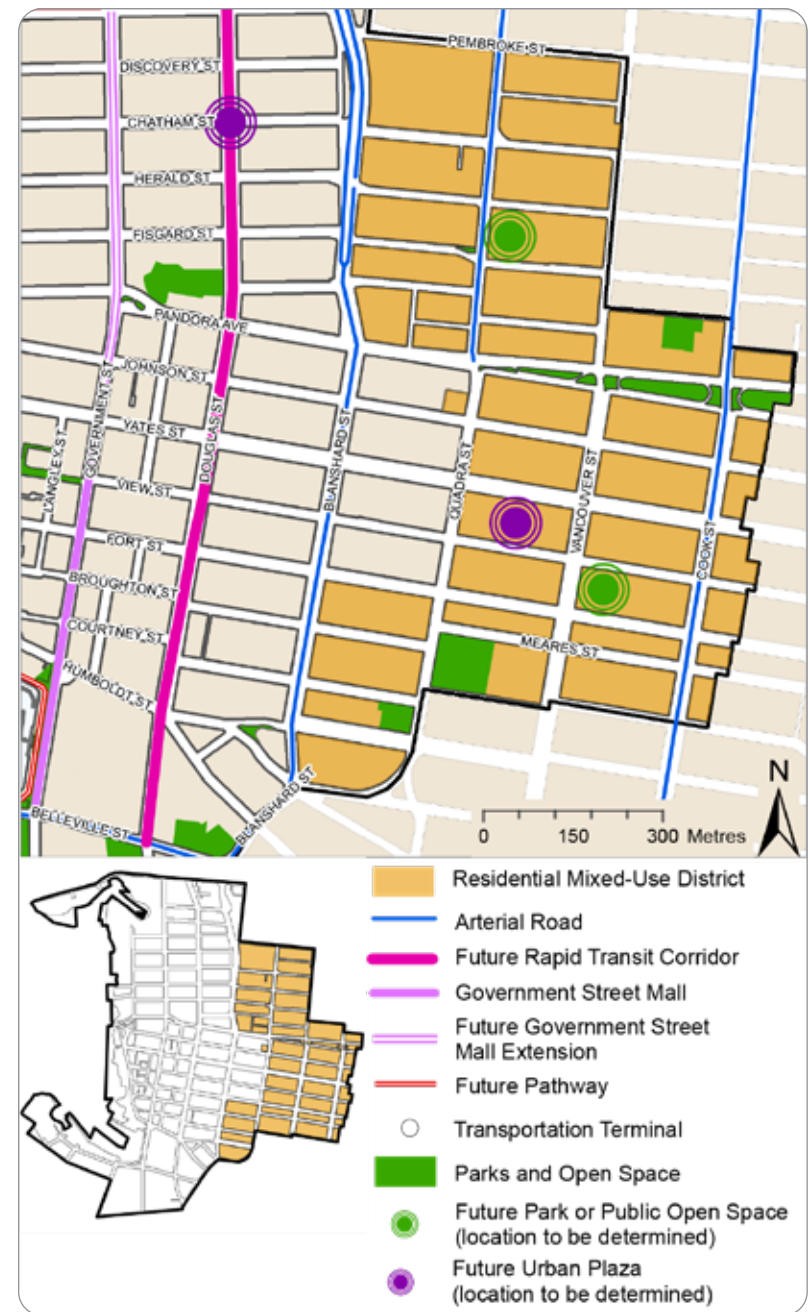 PEMBROKE ST
DISCOVERY ST
CHATHAM ST
HERALD ST
FISGARD ST
PANDORA AVE
JOHNSON ST
GOVERNMENT ST
YATES ST
DOUGLAS ST
BLANSHARD ST
LANGLEY ST
VIEW ST
QUADRA ST
VANCOUVER ST
COOK ST
FORT ST
BROUGHTON ST
COURTNEY ST
MEARES ST
HUMBOLDT ST
BELLEVILLE ST
BLANSHARD ST
N
0 150 300 Metres
Residential Mixed-Use District
Arterial Road
Future Rapid Transit Corridor
Government Street Mall
Future Government Street
Mall Extension
Future Pathway
Transportation Terminal
Parks and Open Space
Future Park or Public Open Space
(location to be determined)
Future Urban Plaza
(location to be determined)